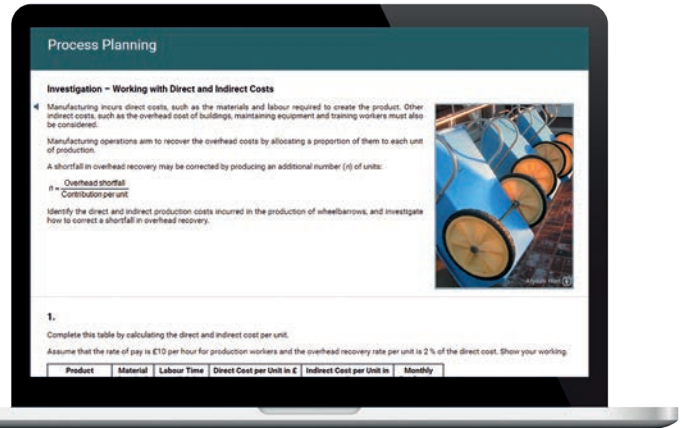 Process Planning
Investigation – Working with Direct and Indirect Costs
Manufacturing incurs direct costs, such as the materials and labour required to create the product. Other
indirect costs, such as the overhead cost of buildings, maintaining equipment and training workers must also
be considered.
Manufacturing operations aim to recover the overhead costs by allocating a proportion of them to each unit
of production.
A shortfall in overhead recovery may be corrected by producing an additional number (n) of units:
n = Overhead shortfall
Contribution per unit
Identify the direct and indirect production costs incurred in the production of wheelbarrows, and investigate
how to correct a shortfall in overhead recovery.
1.
Complete this table by calculating the direct and indirect cost per unit.
Assume that the rate of pay is £10 per hour for production workers and the overhead recovery rate per unit is 2 % of the direct cost. Show your working.
Product Material Labour Time Direct Cost per Unit in £ Indirect Cost per Unit in Monthly